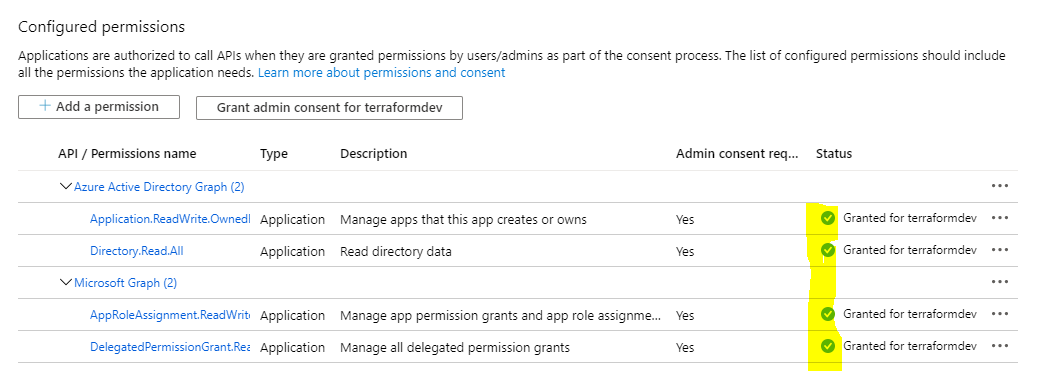 Configured permissions
Applications are authorized to call APIs when they are granted permissions by users/admins as part of the consent process. The list of configured permissions should include
all the permissions the application needs. Learn more about permissions and consent
+ Add a permission Grant admin consent for terraformdev
API / Permissions name Type Description Admin consent req... Status
Azure Active Directory Graph (2) ...
Application.ReadWrite.Owned Application Manage apps that this app creates or owns Yes Granted for terraformdev ...
Directory.Read.All Application Read directory data Yes Granted for terraformdev ...
Microsoft Graph (2) ...
AppRoleAssignment.ReadWrite Application Manage app permission grants and app role assignme... Yes Granted for terraformdev ...
DelegatedPermissionGrant.Rea Application Manage all delegated permission grants Yes Granted for terraformdev ...